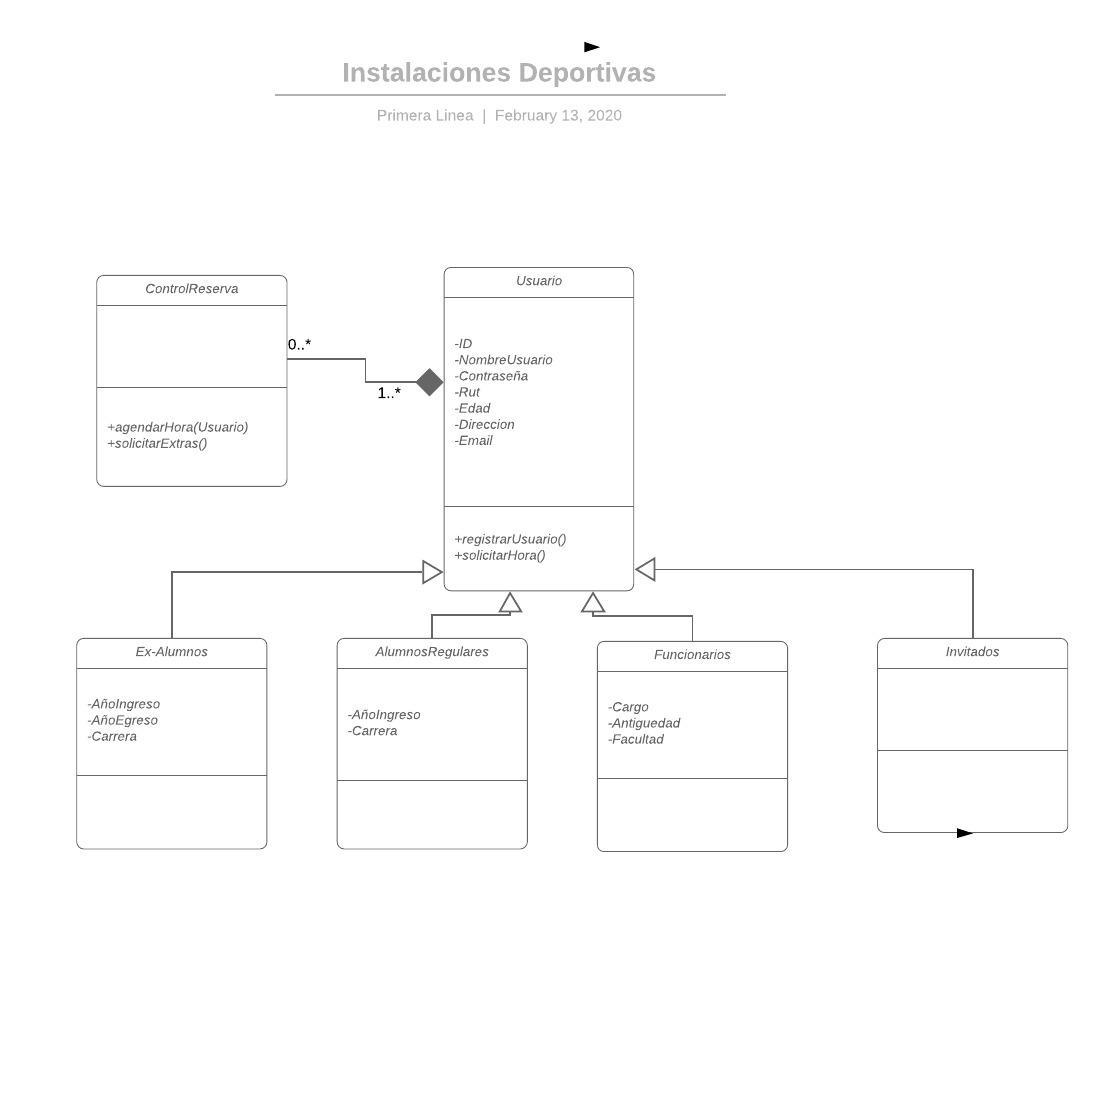 Instalaciones Deportivas
Primera Linea | February 13, 2020
ControlReserva
+agendarHora(Usuario)
+solicitarExtras()
0..*
1..*
Usuario
-ID
-NombreUsuario
-Contraseña
-Rut
-Edad
-Direccion
-Email
+registrarUsuario()
+solicitarHora()
Ex-Alumnos
-AñoIngreso
-AñoEgreso
-Carrera
AlumnosRegulares
-AñoIngreso
-Carrera
Funcionarios
-Cargo
-Antiguedad
-Facultad
Invitados